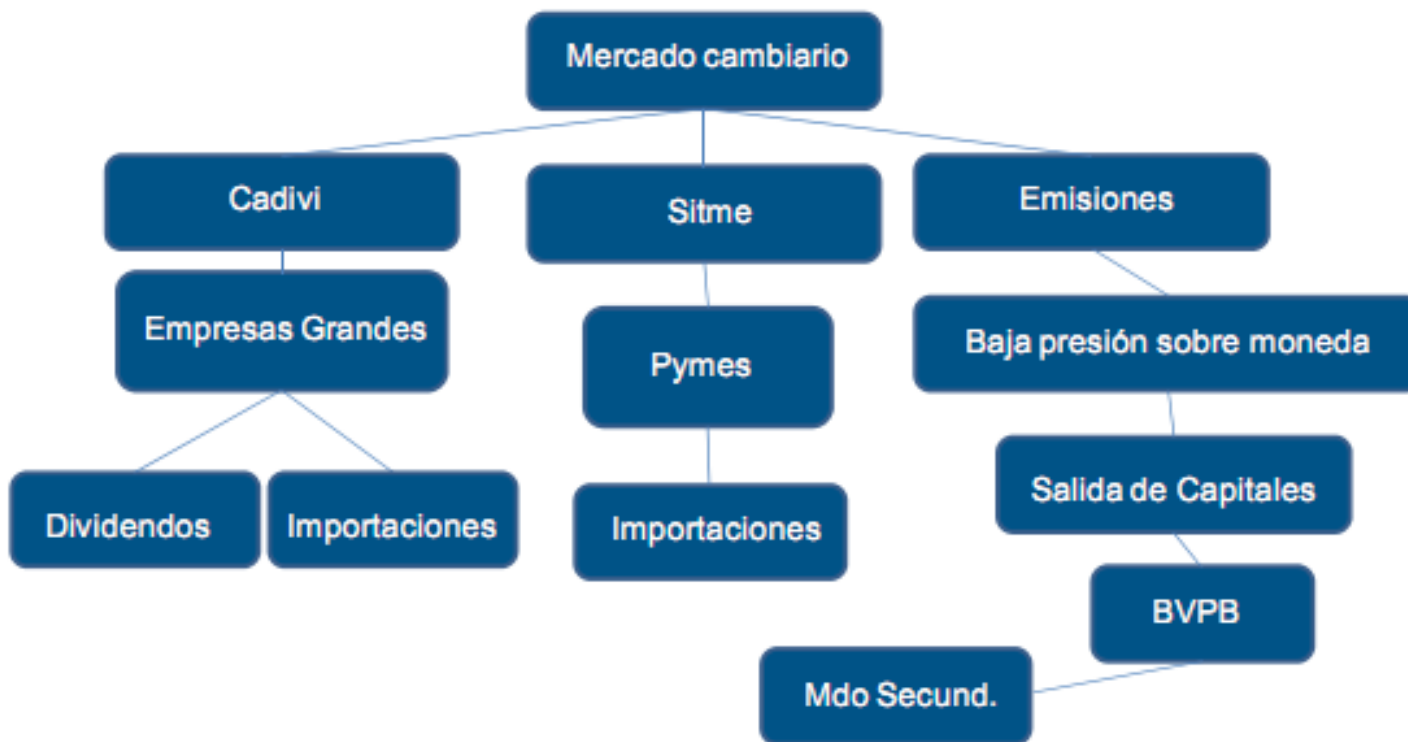 Mercado cambiario
Cadivi
Sitme
Emisiones
Empresas Grandes
Pymes
Baja presión sobre moneda
Dividendos
Importaciones
Importaciones
Salida de Capitales
BVPB
Mdo Secund.